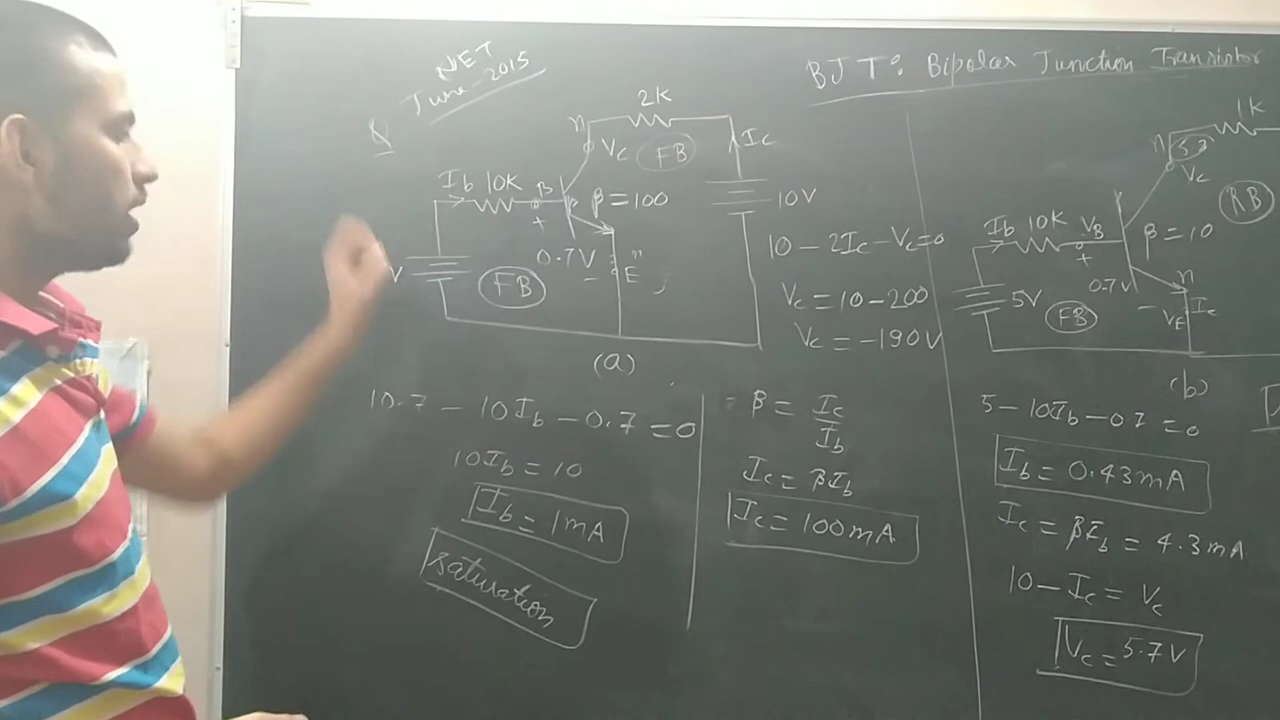 NET
June-2015
BJT: Bipolar Junction Transistor
Q
2K
n
VC
FB
IC
Ib 10K
B
β=100
10V
+
p
0.7V
-
n
E
V
FB
(a)
10 - 2Ic - Vc = 0
Vc = 10 - 200
Vc = -190V
10.7 - 10Ib - 0.7 = 0
10Ib = 10
Ib = 1mA
saturation
β = Ic/Ib
Ic = βIb
Ic = 100mA
1K
n
5.7
Vc
RB
Ib 10K VB
β = 10
+
0.7V
n
5V
FB
-
VE
Ic
(b)
5 - 10Ib - 0.7 = 0
Ib = 0.43mA
Ic = βIb = 4.3mA
10 - Ic = Vc
Vc = 5.7V